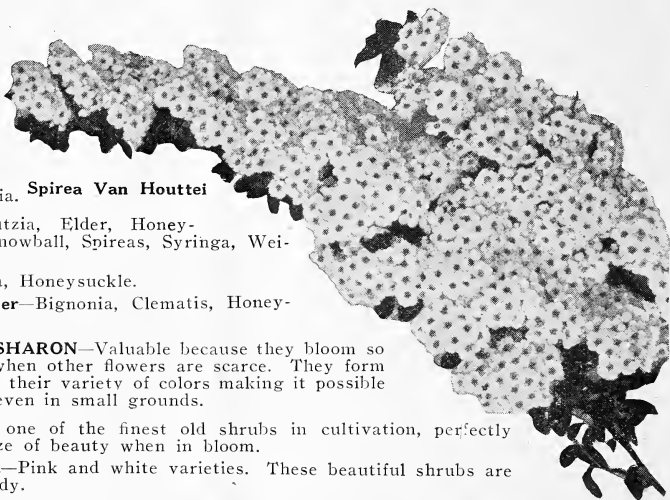 ia. Spirea Van Houttei
utzia, Elder, Honey-
nowball, Spireas, Syringa, Wei-
a, Honeysuckle.
er—Bignonia, Clematis, Honey-
SHARON—Valuable because they bloom so
when other flowers are scarce. They form
their variety of colors making it possible
even in small grounds.
one of the finest old shrubs in cultivation, perfectly
ze of beauty when in bloom.
—Pink and white varieties. These beautiful shrubs are
dy.